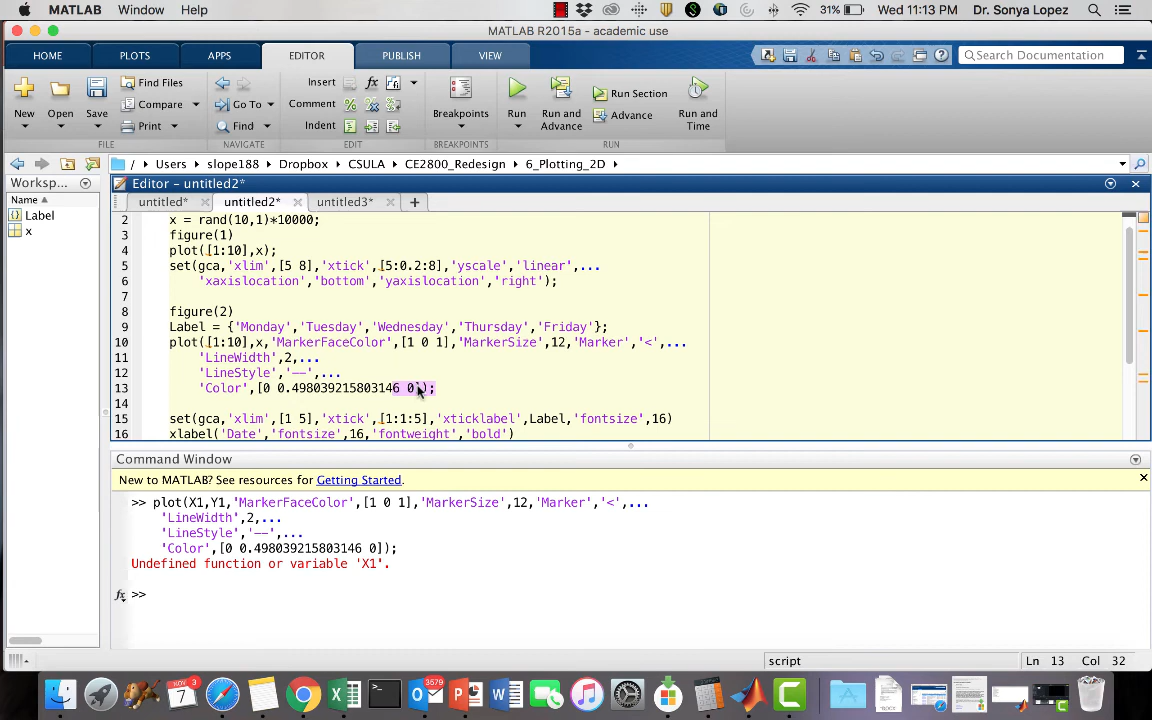 MATLAB Window Help 31% Wed 11:13 PM Dr. Sonya Lopez
MATLAB R2015a - academic use
HOME PLOTS APPS EDITOR PUBLISH VIEW Search Documentation
New Open Save Find Files Compare Print Go To Find Insert fx Comment Indent Breakpoints Run Run and Advance Run Section Advance Run and Time
FILE NAVIGATE EDIT BREAKPOINTS RUN
/ Users slope188 Dropbox CSULA CE2800_Redesign 6_Plotting_2D
Worksp...
Name
Label
x
Editor – untitled2*
untitled* untitled2* untitled3*
2 x = rand(10,1)*10000;
3 figure(1)
4 plot([1:10],x);
5 set(gca,'xlim',[5 8],'xtick',[5:0.2:8],'yscale','linear',...
6 'xaxislocation','bottom','yaxislocation','right');
7
8 figure(2)
9 Label = {'Monday','Tuesday','Wednesday','Thursday','Friday'};
10 plot([1:10],x,'MarkerFaceColor',[1 0 1],'MarkerSize',12,'Marker','<',...
11 'LineWidth',2,...
12 'LineStyle','--',...
13 'Color',[0 0.498039215803146 0]);
14
15 set(gca,'xlim',[1 5],'xtick',[1:1:5],'xticklabel',Label,'fontsize',16)
16 xlabel('Date','fontsize',16,'fontweight','bold')
Command Window
New to MATLAB? See resources for Getting Started.
>> plot(X1,Y1,'MarkerFaceColor',[1 0 1],'MarkerSize',12,'Marker','<',...
'LineWidth',2,...
'LineStyle','--',...
'Color',[0 0.498039215803146 0]);
Undefined function or variable 'X1'.
fx >>
script Ln 13 Col 32
NOV 7 3 3679